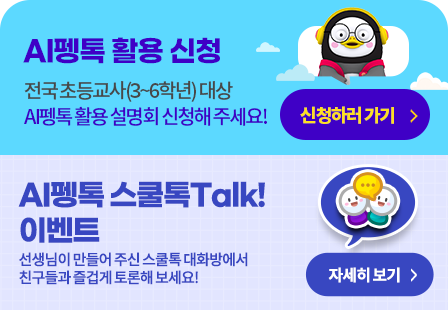 AI펭톡 활용 신청
전국 초등교사(3~6학년) 대상
AI펭톡 활용 설명회 신청해 주세요!
신청하러 가기
AI펭톡 스쿨톡Talk!
이벤트
선생님이 만들어 주신 스쿨톡 대화방에서
친구들과 즐겁게 토론해 보세요!
자세히 보기